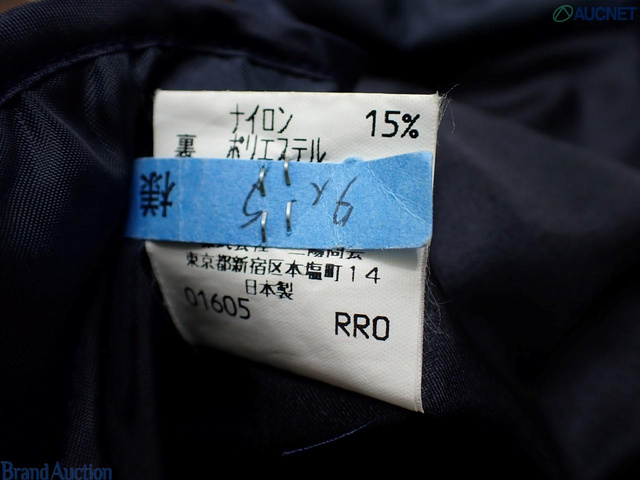 AUCNET
ナイロン 15%
裏 ポリエステル
様
東京都新宿区本塩町14
日本製
01605 RRO
Brand Auction